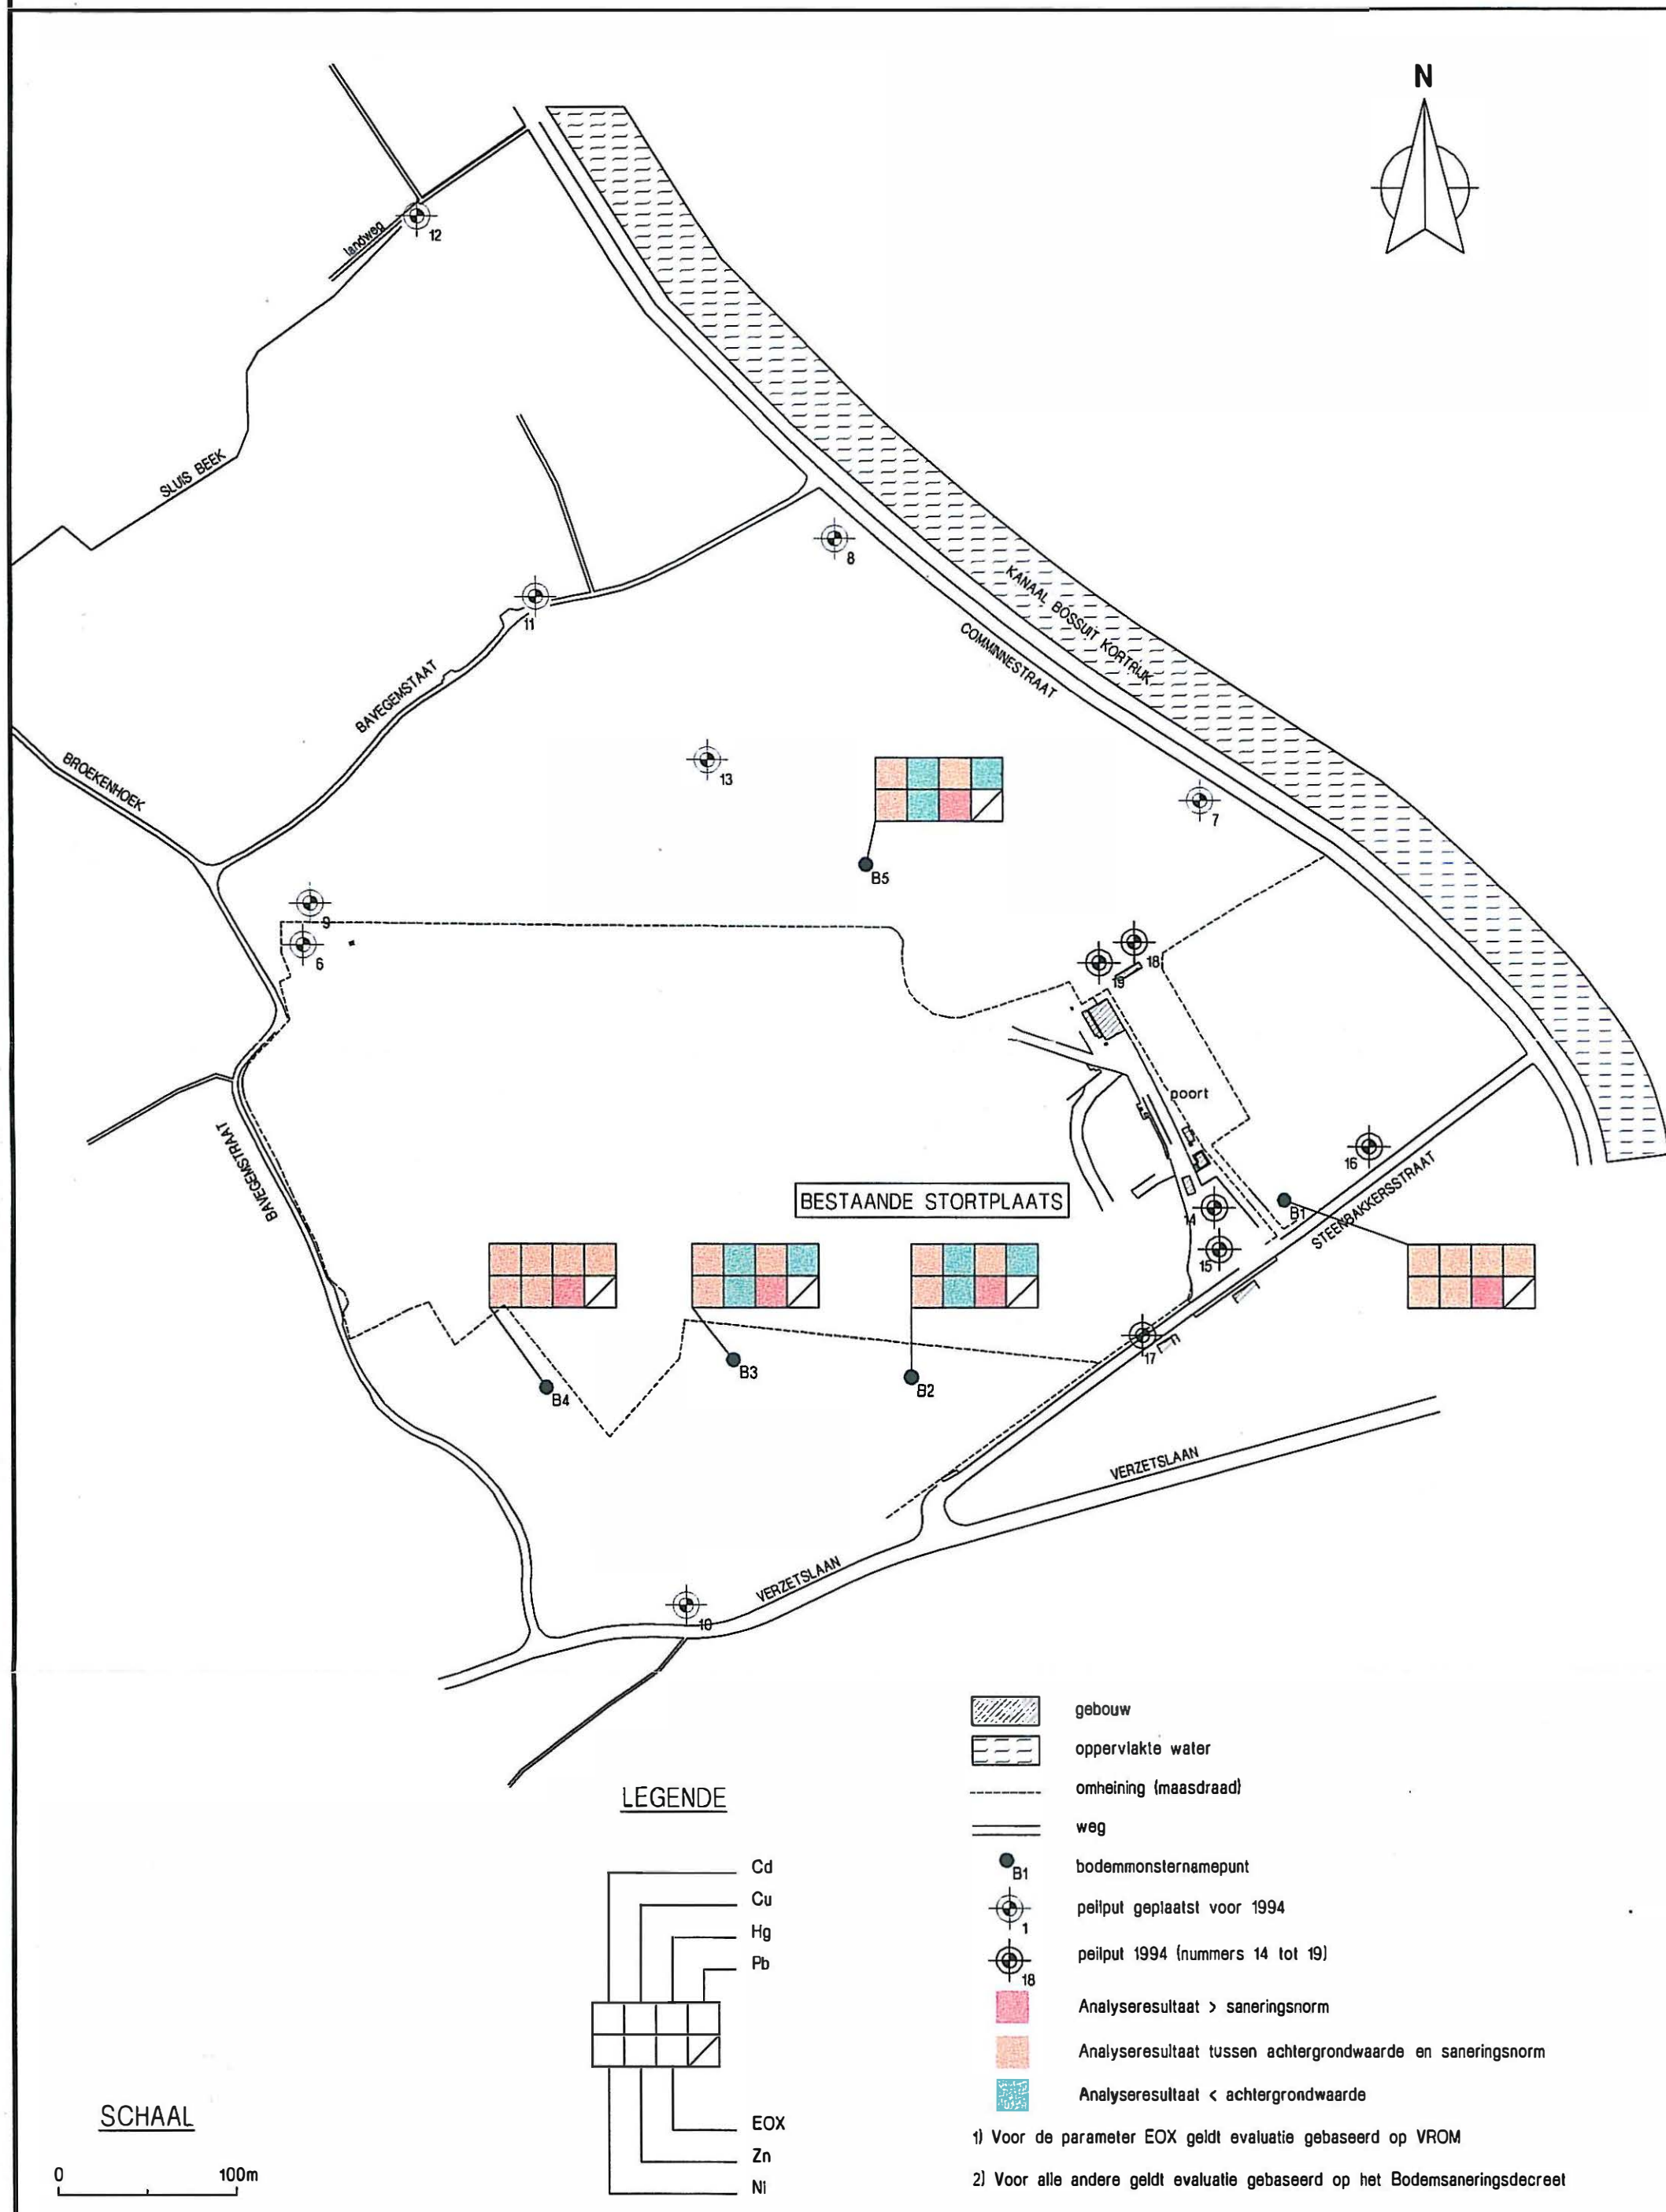 N
landweg
12
SLUIS BEEK
8
11
KANAAL BOSSUIT KORTRIJK
COMMINNESTRAAT
BAVEGEMSTAAT
BROEKENHOEK
13
7
B5
9
6
18
19
poort
BAVEGEMSTRAAT
16
BESTAANDE STORTPLAATS
14
B1
STEENBAKKERSSTRAAT
15
17
B3
B4
B2
VERZETSLAAN
VERZETSLAAN
10
gebouw
oppervlakte water
LEGENDE
omheining (maasdraad)
weg
Cd
B1
bodemmonsternamepunt
Cu
peilput geplaatst voor 1994
1
Hg
Pb
peilput 1994 (nummers 14 tot 19)
18
Analyseresultaat > saneringsnorm
Analyseresultaat tussen achtergrondwaarde en saneringsnorm
Analyseresultaat < achtergrondwaarde
SCHAAL
EOX
1) Voor de parameter EOX geldt evaluatie gebaseerd op VROM
Zn
0 100m
Ni
2) Voor alle andere geldt evaluatie gebaseerd op het Bodemsaneringsdecreet